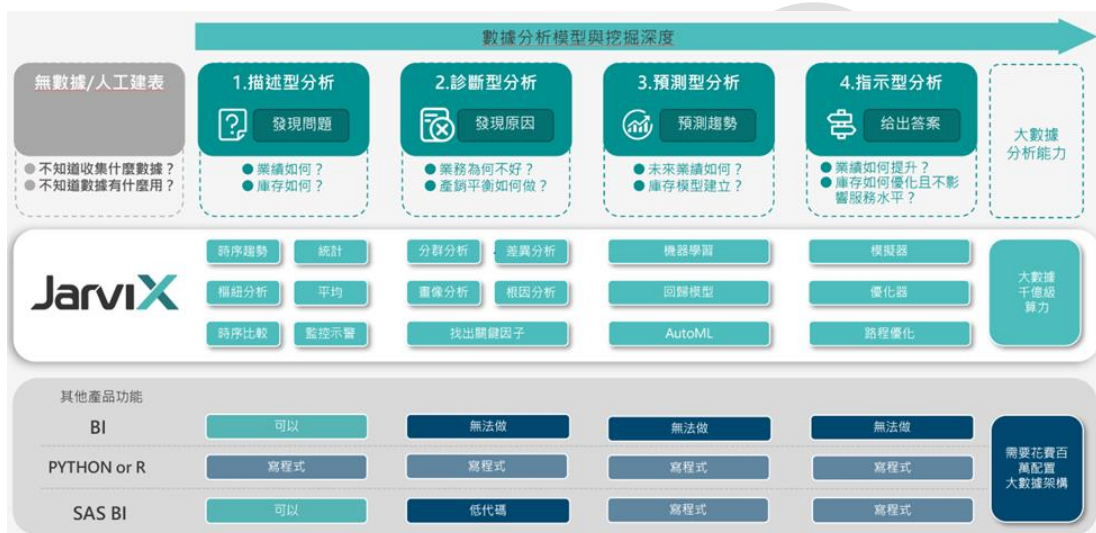 數據分析模型與挖掘深度
無數據/人工建表
1.描述型分析
2.診斷型分析
3.預測型分析
4.指示型分析
發現問題
發現原因
預測趨勢
给出答案
大數據
分析能力
●不知道收集什麼數據？
●不知道數據有什麼用？
●業績如何？
●庫存如何？
●業務為何不好？
●產銷平衡如何做？
●未來業績如何？
●庫存模型建立？
●業績如何提升？
●庫存如何優化且不影
響服務水平？
JarviX
時序趨勢
統計
分群分析
差異分析
機器學習
模擬器
樞紐分析
平均
畫像分析
根因分析
回歸模型
優化器
時序比較
監控示警
找出關鍵因子
AutoML
路程優化
大數據
千億級
算力
其他產品功能
BI
可以
無法做
無法做
無法做
PYTHON or R
寫程式
寫程式
寫程式
寫程式
SAS BI
可以
低代碼
寫程式
寫程式
需要花費百
萬配置
大數據架構